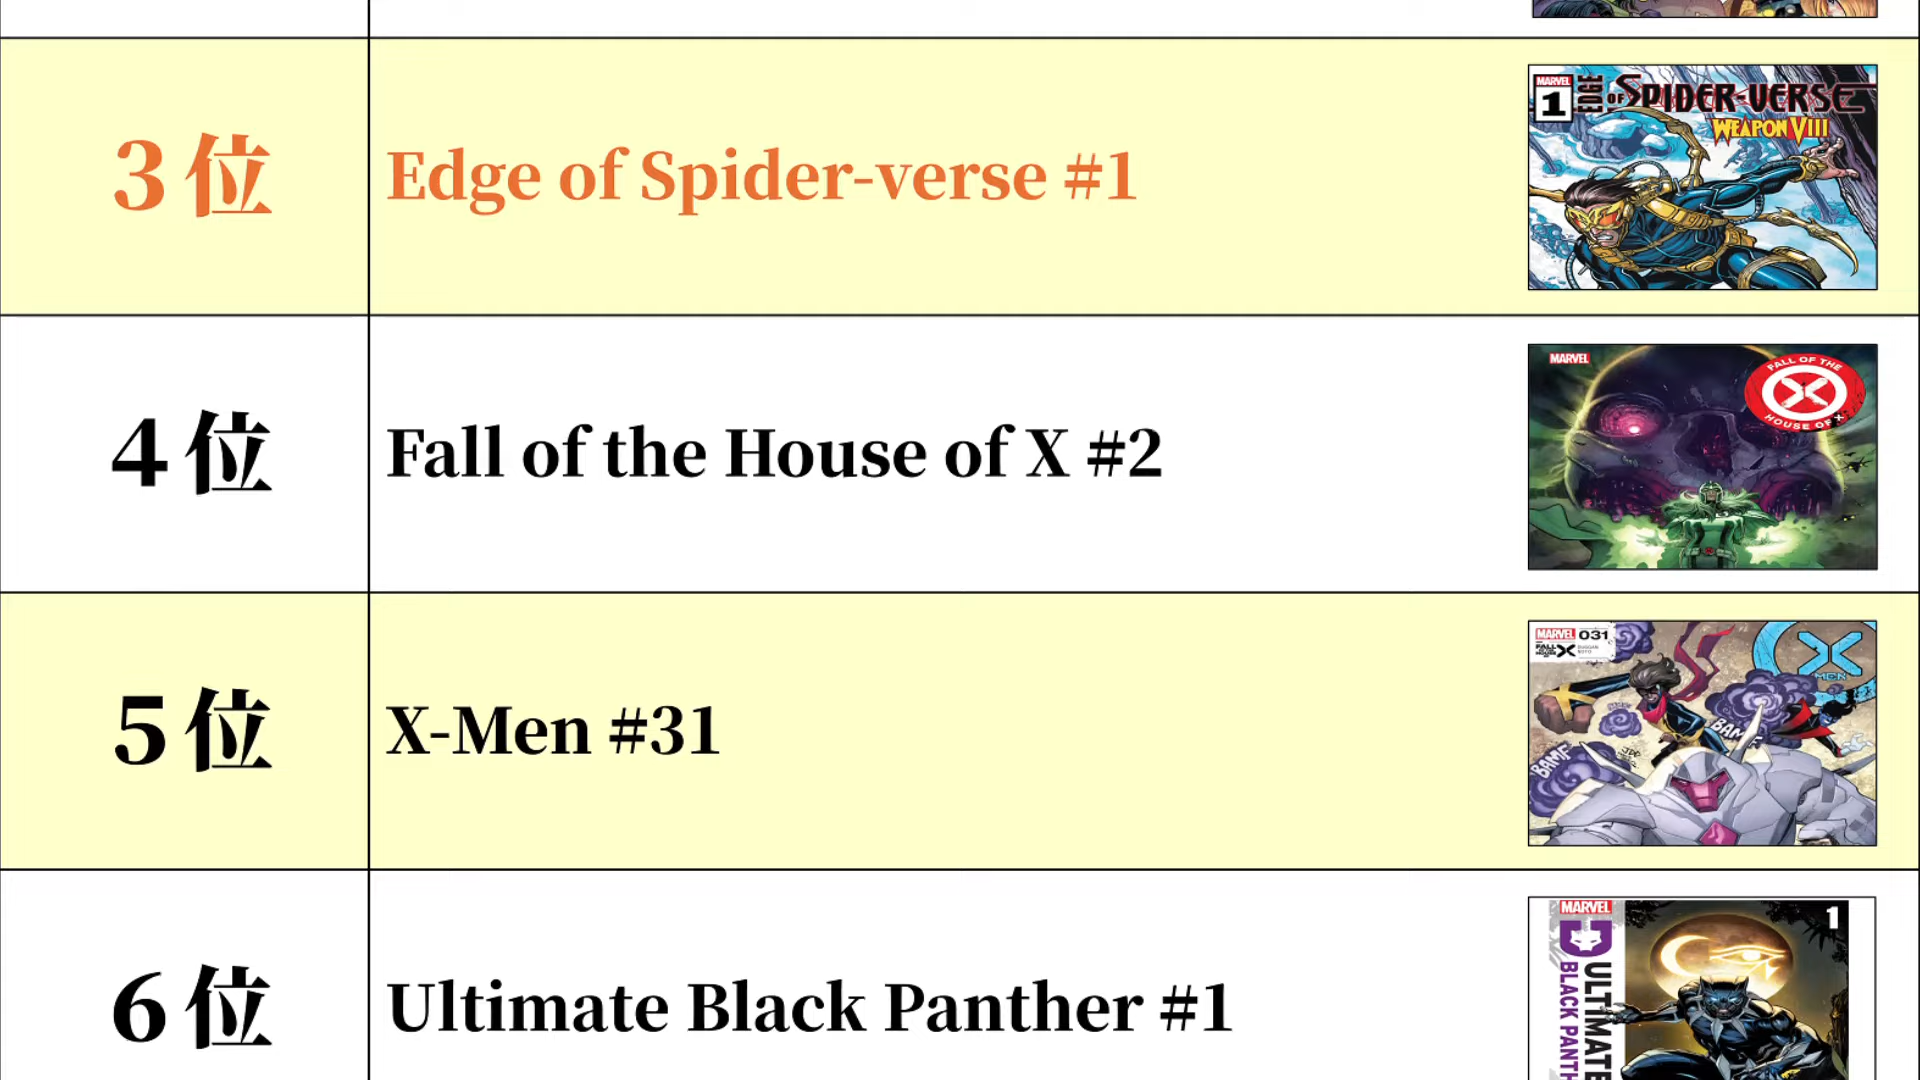 3位
Edge of Spider-verse #1
MARVEL
1
EDGE
OF SPIDER-VERSE
WEAPON VIII
4位
Fall of the House of X #2
MARVEL
FALL OF THE
X
HOUSE OF X
5位
X-Men #31
MARVEL
031
FALL
X
X
MEN
BAMF
BAMF
6位
Ultimate Black Panther #1
MARVEL
1
ULTIMATE
BLACK PANTH